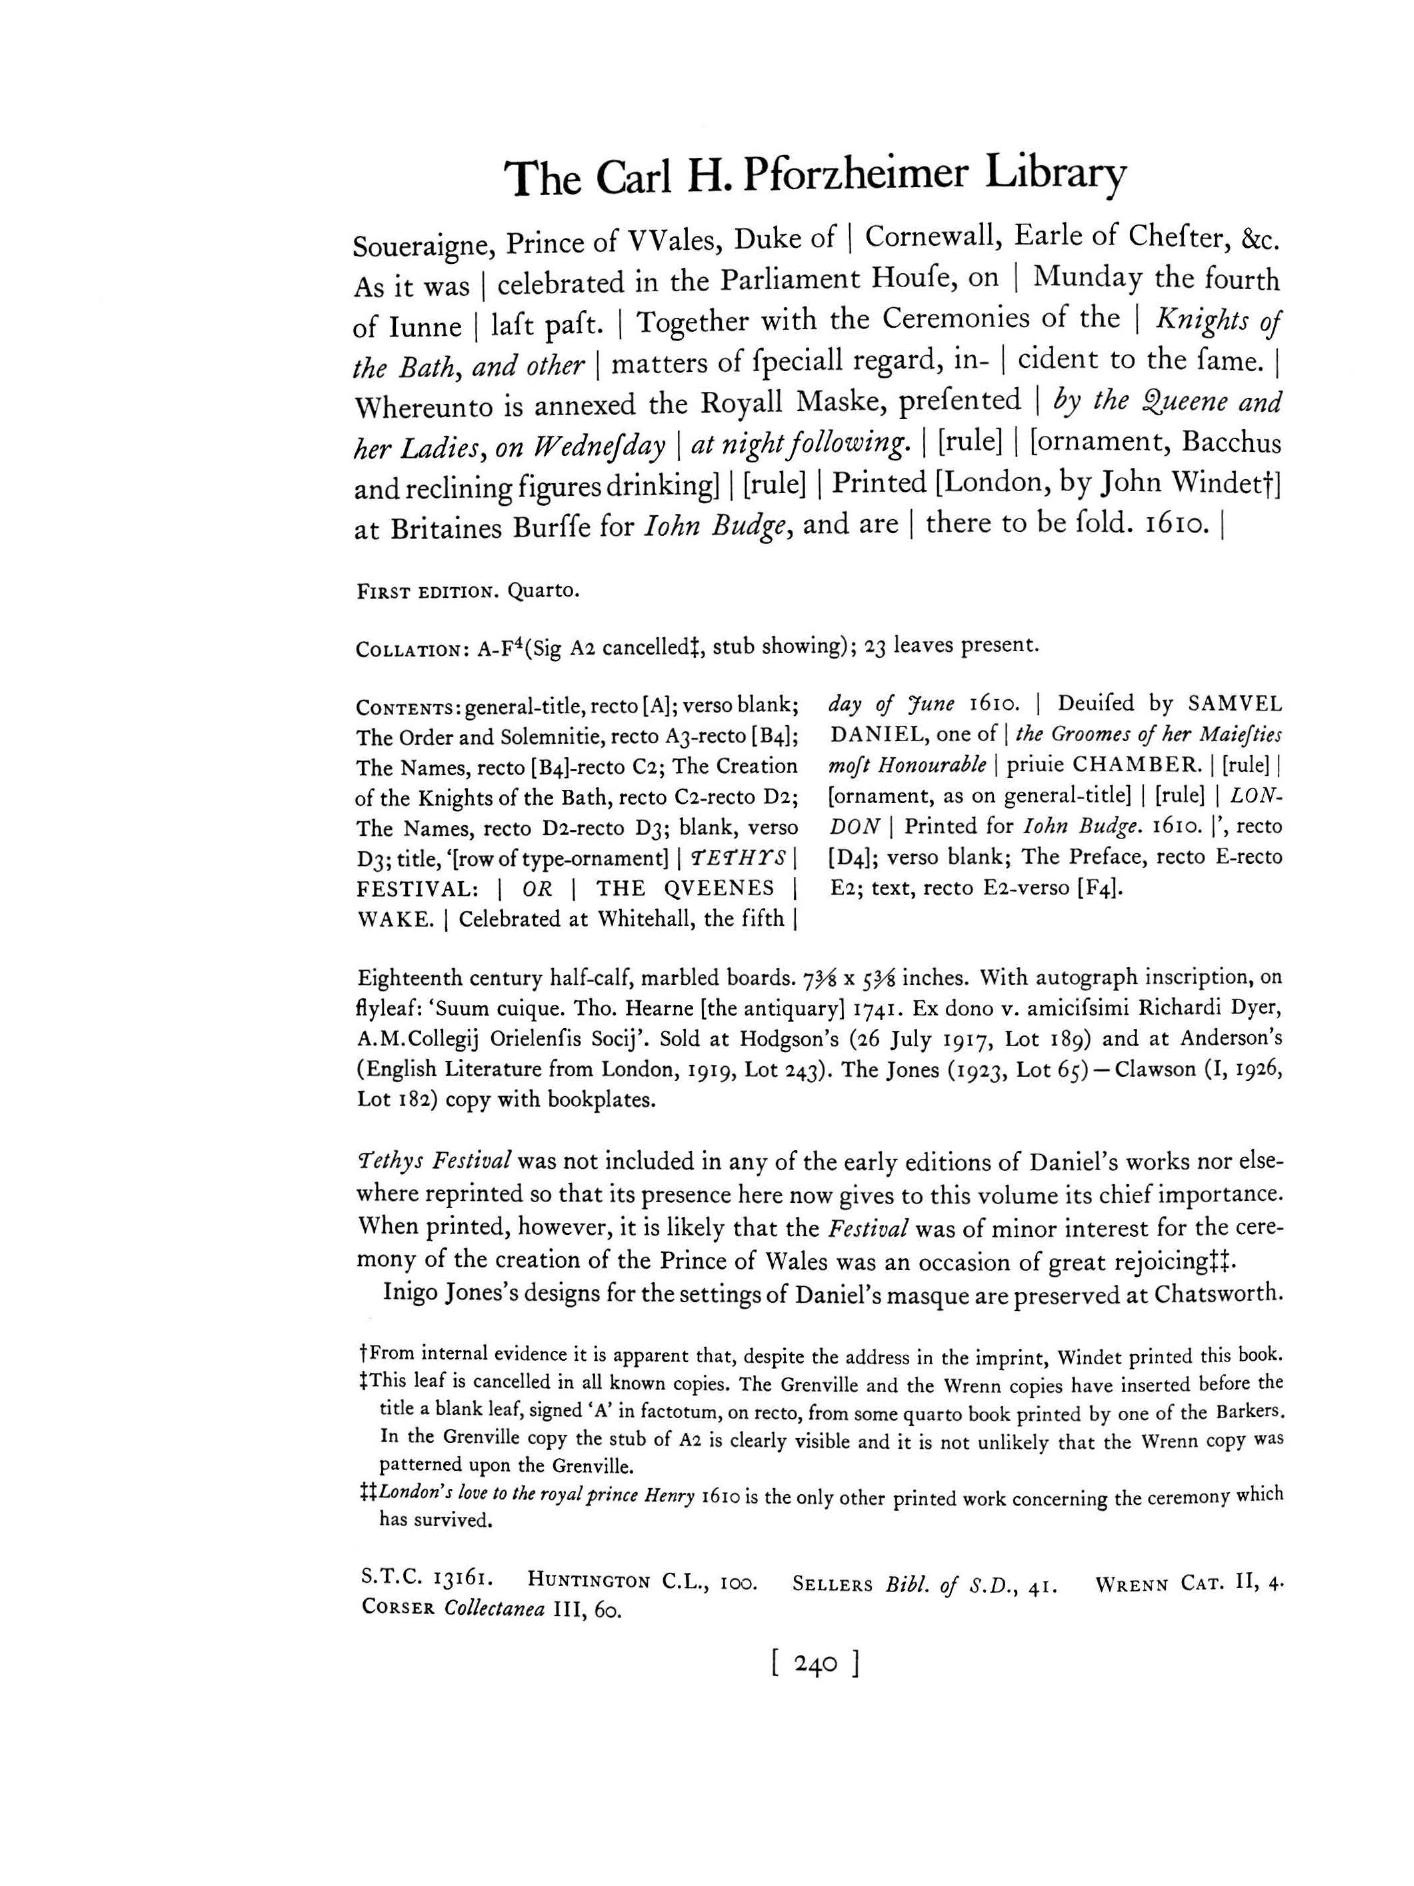 The Carl H. Pforzheimer Library
Soueraigne, Prince of VVales, Duke of | Cornewall, Earle of Cheſter, &c.
As it was | celebrated in the Parliament Houſe, on | Munday the fourth
of Iunne | laſt paſt. | Together with the Ceremonies of the | Knights of
the Bath, and other | matters of ſpeciall regard, in- | cident to the ſame. |
Whereunto is annexed the Royall Maske, preſented | by the Queene and
her Ladies, on Wedneſday | at night following. | [rule] | [ornament, Bacchus
and reclining figures drinking] | [rule] | Printed [London, by John Windet†]
at Britaines Burſſe for Iohn Budge, and are | there to be ſold. 1610. |
First edition. Quarto.
Collation: A-F⁴(Sig A2 cancelled‡, stub showing); 23 leaves present.
Contents: general-title, recto [A]; verso blank;
The Order and Solemnitie, recto A3-recto [B4];
The Names, recto [B4]-recto C2; The Creation
of the Knights of the Bath, recto C2-recto D2;
The Names, recto D2-recto D3; blank, verso
D3; title, ‘[row of type-ornament] | TETHYS |
FESTIVAL: | OR | THE QVEENES |
WAKE. | Celebrated at Whitehall, the fifth |
day of June 1610. | Deuiſed by SAMVEL
DANIEL, one of | the Groomes of her Maieſties
moſt Honourable | priuie CHAMBER. | [rule] |
[ornament, as on general-title] | [rule] | LON-
DON | Printed for Iohn Budge. 1610. |’, recto
[D4]; verso blank; The Preface, recto E-recto
E2; text, recto E2-verso [F4].
Eighteenth century half-calf, marbled boards. 7⅜ x 5⅜ inches. With autograph inscription, on
flyleaf: ‘Suum cuique. Tho. Hearne [the antiquary] 1741. Ex dono v. amiciſsimi Richardi Dyer,
A.M.Collegij Orielenſis Socij’. Sold at Hodgson’s (26 July 1917, Lot 189) and at Anderson’s
(English Literature from London, 1919, Lot 243). The Jones (1923, Lot 65)—Clawson (I, 1926,
Lot 182) copy with bookplates.
Tethys Festival was not included in any of the early editions of Daniel’s works nor else-
where reprinted so that its presence here now gives to this volume its chief importance.
When printed, however, it is likely that the Festival was of minor interest for the cere-
mony of the creation of the Prince of Wales was an occasion of great rejoicing‡‡.
Inigo Jones’s designs for the settings of Daniel’s masque are preserved at Chatsworth.
†From internal evidence it is apparent that, despite the address in the imprint, Windet printed this book.
‡This leaf is cancelled in all known copies. The Grenville and the Wrenn copies have inserted before the
title a blank leaf, signed ‘A’ in factotum, on recto, from some quarto book printed by one of the Barkers.
In the Grenville copy the stub of A2 is clearly visible and it is not unlikely that the Wrenn copy was
patterned upon the Grenville.
‡‡London’s love to the royal prince Henry 1610 is the only other printed work concerning the ceremony which
has survived.
S.T.C. 13161. Huntington C.L., 100. Sellers Bibl. of S.D., 41. Wrenn Cat. II, 4.
Corser Collectanea III, 60.
[ 240 ]